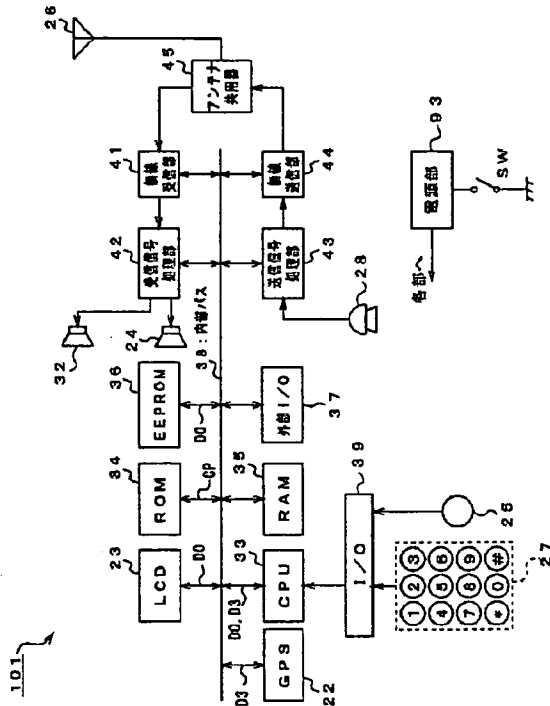 101
26
45
アンテナ
共用器
41
無線
受信部
42
受信信号
処理部
32
24
36
EEPROM
34
ROM
23
LCD
D0
CP
D0
38:内部バス
D0,D3
D3
GPS
22
33
CPU
35
RAM
外部I/O
37
送信信号
処理部
43
無線
送信部
44
28
39
I/O
26
1 2 3
4 5 6
7 8 9
* 0 #
27
93
電源部
各部へ
SW